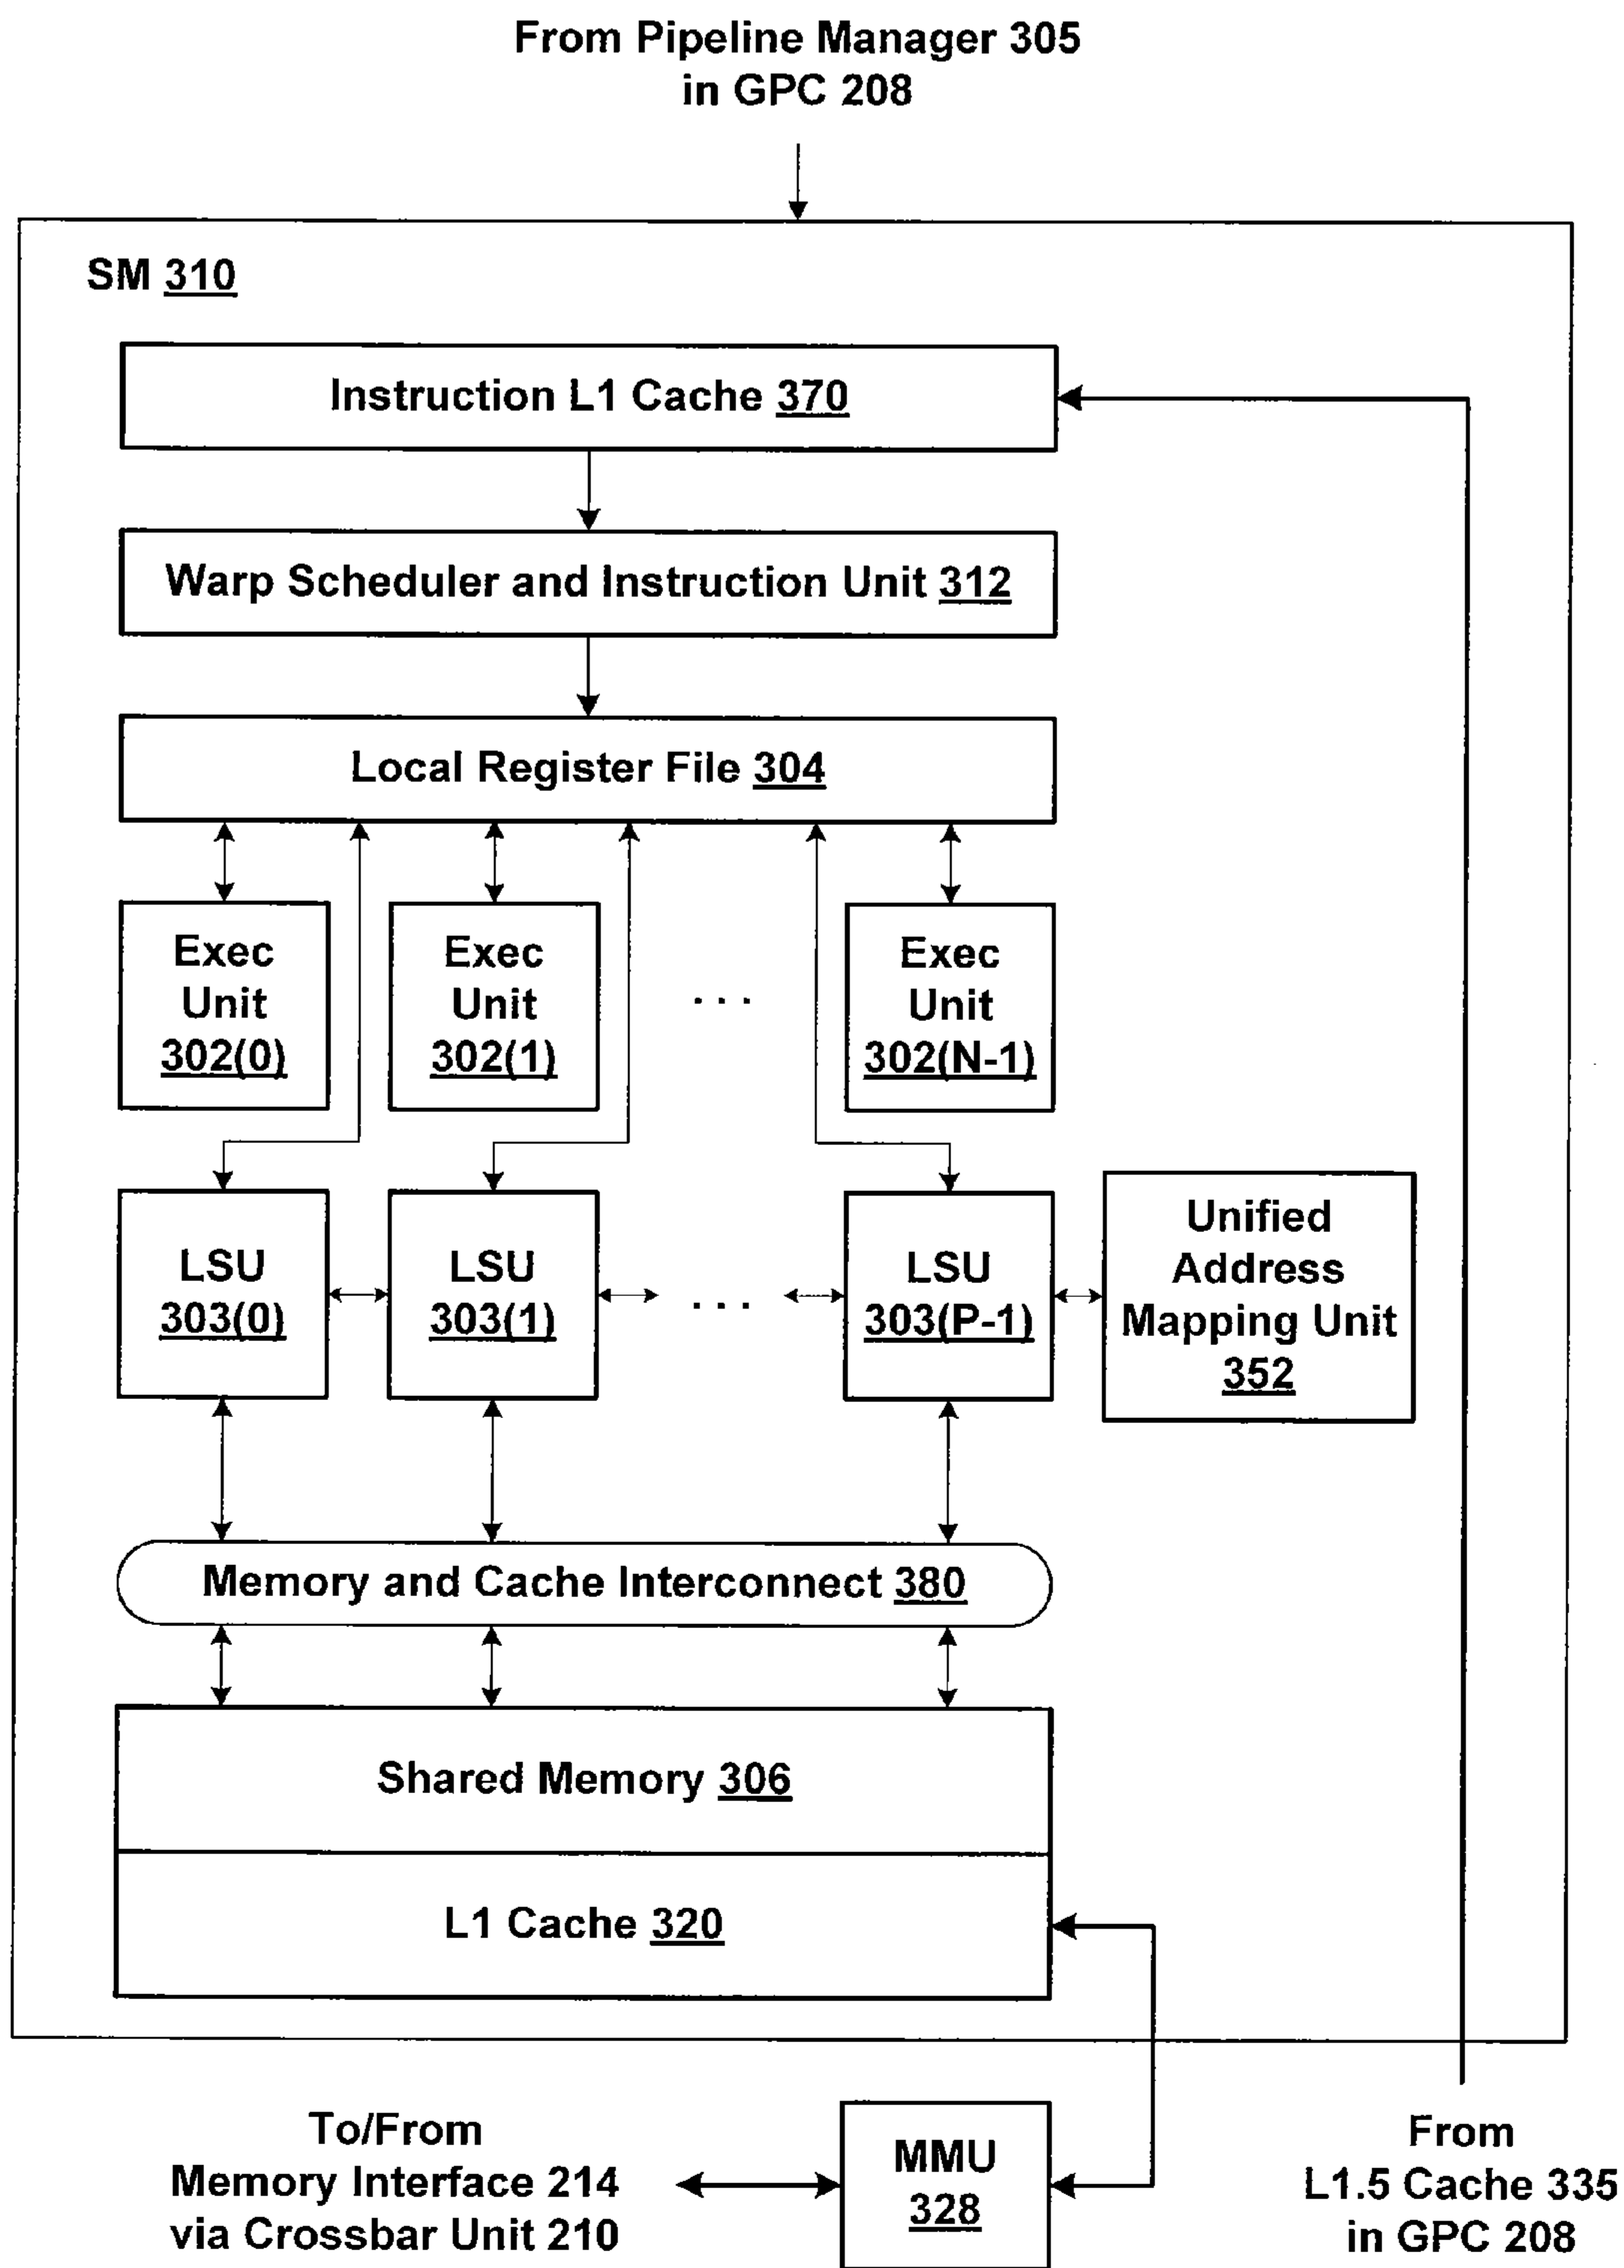 From Pipeline Manager 305
in GPC 208
SM 310
Instruction L1 Cache 370
Warp Scheduler and Instruction Unit 312
Local Register File 304
Exec
Unit
302(0)
Exec
Unit
302(1)
. . .
Exec
Unit
302(N-1)
LSU
303(0)
LSU
303(1)
. . .
LSU
303(P-1)
Unified
Address
Mapping Unit
352
Memory and Cache Interconnect 380
Shared Memory 306
L1 Cache 320
To/From
Memory Interface 214
via Crossbar Unit 210
MMU
328
From
L1.5 Cache 335
in GPC 208